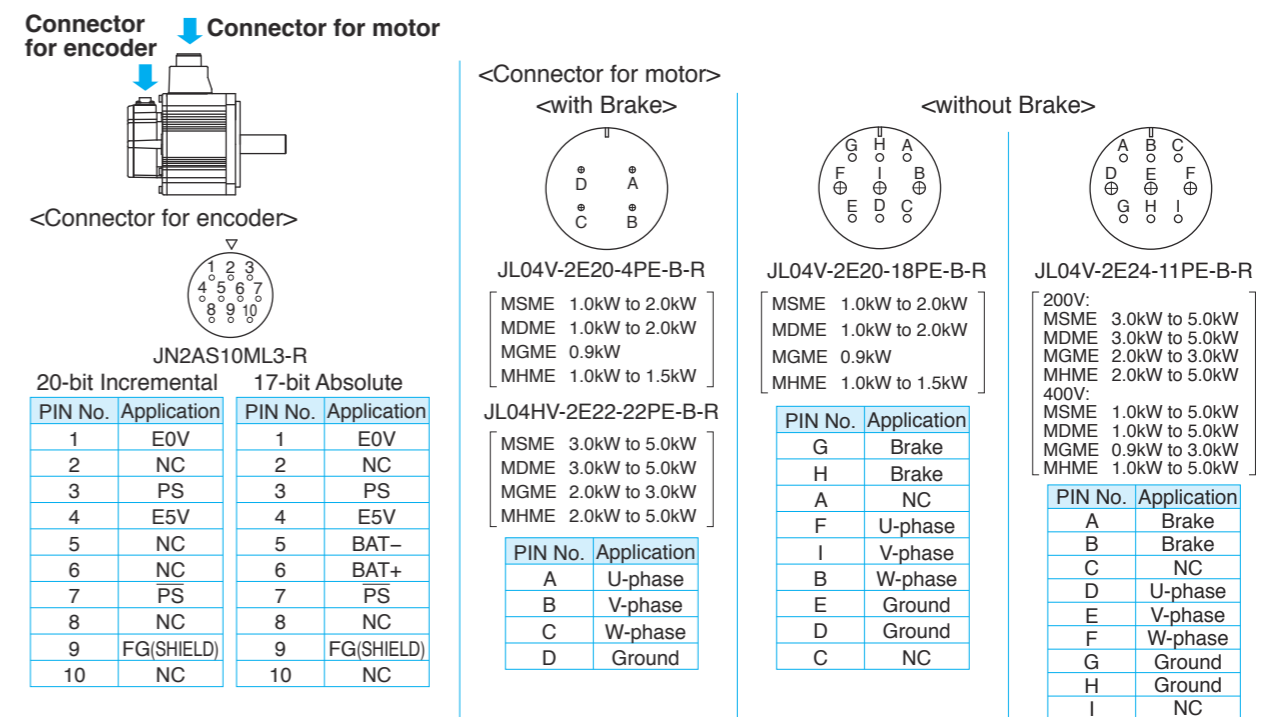 Connector
for encoder
Connector for motor
<Connector for encoder>
1 2 3
4 5 6 7
8 9 10
JN2AS10ML3-R
20-bit Incremental
PIN No. Application
1 E0V
2 NC
3 PS
4 E5V
5 NC
6 NC
7 P̅S̅
8 NC
9 FG(SHIELD)
10 NC
17-bit Absolute
PIN No. Application
1 E0V
2 NC
3 PS
4 E5V
5 BAT−
6 BAT+
7 P̅S̅
8 NC
9 FG(SHIELD)
10 NC
<Connector for motor>
<with Brake>
D A
C B
JL04V-2E20-4PE-B-R
MSME 1.0kW to 2.0kW
MDME 1.0kW to 2.0kW
MGME 0.9kW
MHME 1.0kW to 1.5kW
JL04HV-2E22-22PE-B-R
MSME 3.0kW to 5.0kW
MDME 3.0kW to 5.0kW
MGME 2.0kW to 3.0kW
MHME 2.0kW to 5.0kW
PIN No. Application
A U-phase
B V-phase
C W-phase
D Ground
<without Brake>
G H A
F I B
E D C
JL04V-2E20-18PE-B-R
MSME 1.0kW to 2.0kW
MDME 1.0kW to 2.0kW
MGME 0.9kW
MHME 1.0kW to 1.5kW
PIN No. Application
G Brake
H Brake
A NC
F U-phase
I V-phase
B W-phase
E Ground
D Ground
C NC
A B C
D E F
G H I
JL04V-2E24-11PE-B-R
200V:
MSME 3.0kW to 5.0kW
MDME 3.0kW to 5.0kW
MGME 2.0kW to 3.0kW
MHME 2.0kW to 5.0kW
400V:
MSME 1.0kW to 5.0kW
MDME 1.0kW to 5.0kW
MGME 0.9kW to 3.0kW
MHME 1.0kW to 5.0kW
PIN No. Application
A Brake
B Brake
C NC
D U-phase
E V-phase
F W-phase
G Ground
H Ground
I NC